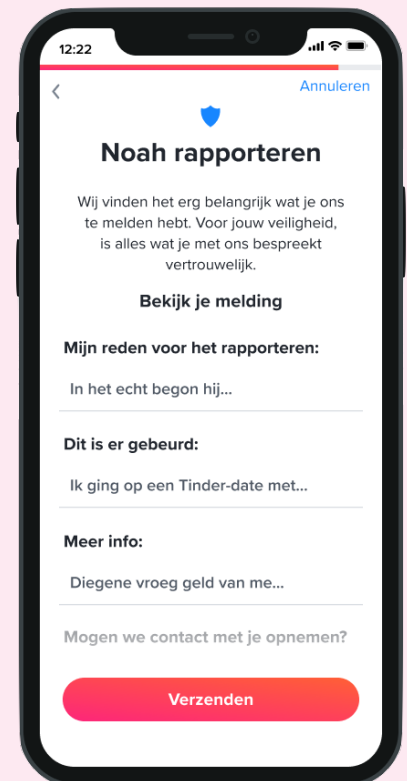 12:22
Annuleren
Noah rapporteren
Wij vinden het erg belangrijk wat je ons
te melden hebt. Voor jouw veiligheid,
is alles wat je met ons bespreekt
vertrouwelijk.
Bekijk je melding
Mijn reden voor het rapporteren:
In het echt begon hij...
Dit is er gebeurd:
Ik ging op een Tinder-date met...
Meer info:
Diegene vroeg geld van me...
Mogen we contact met je opnemen?
Verzenden